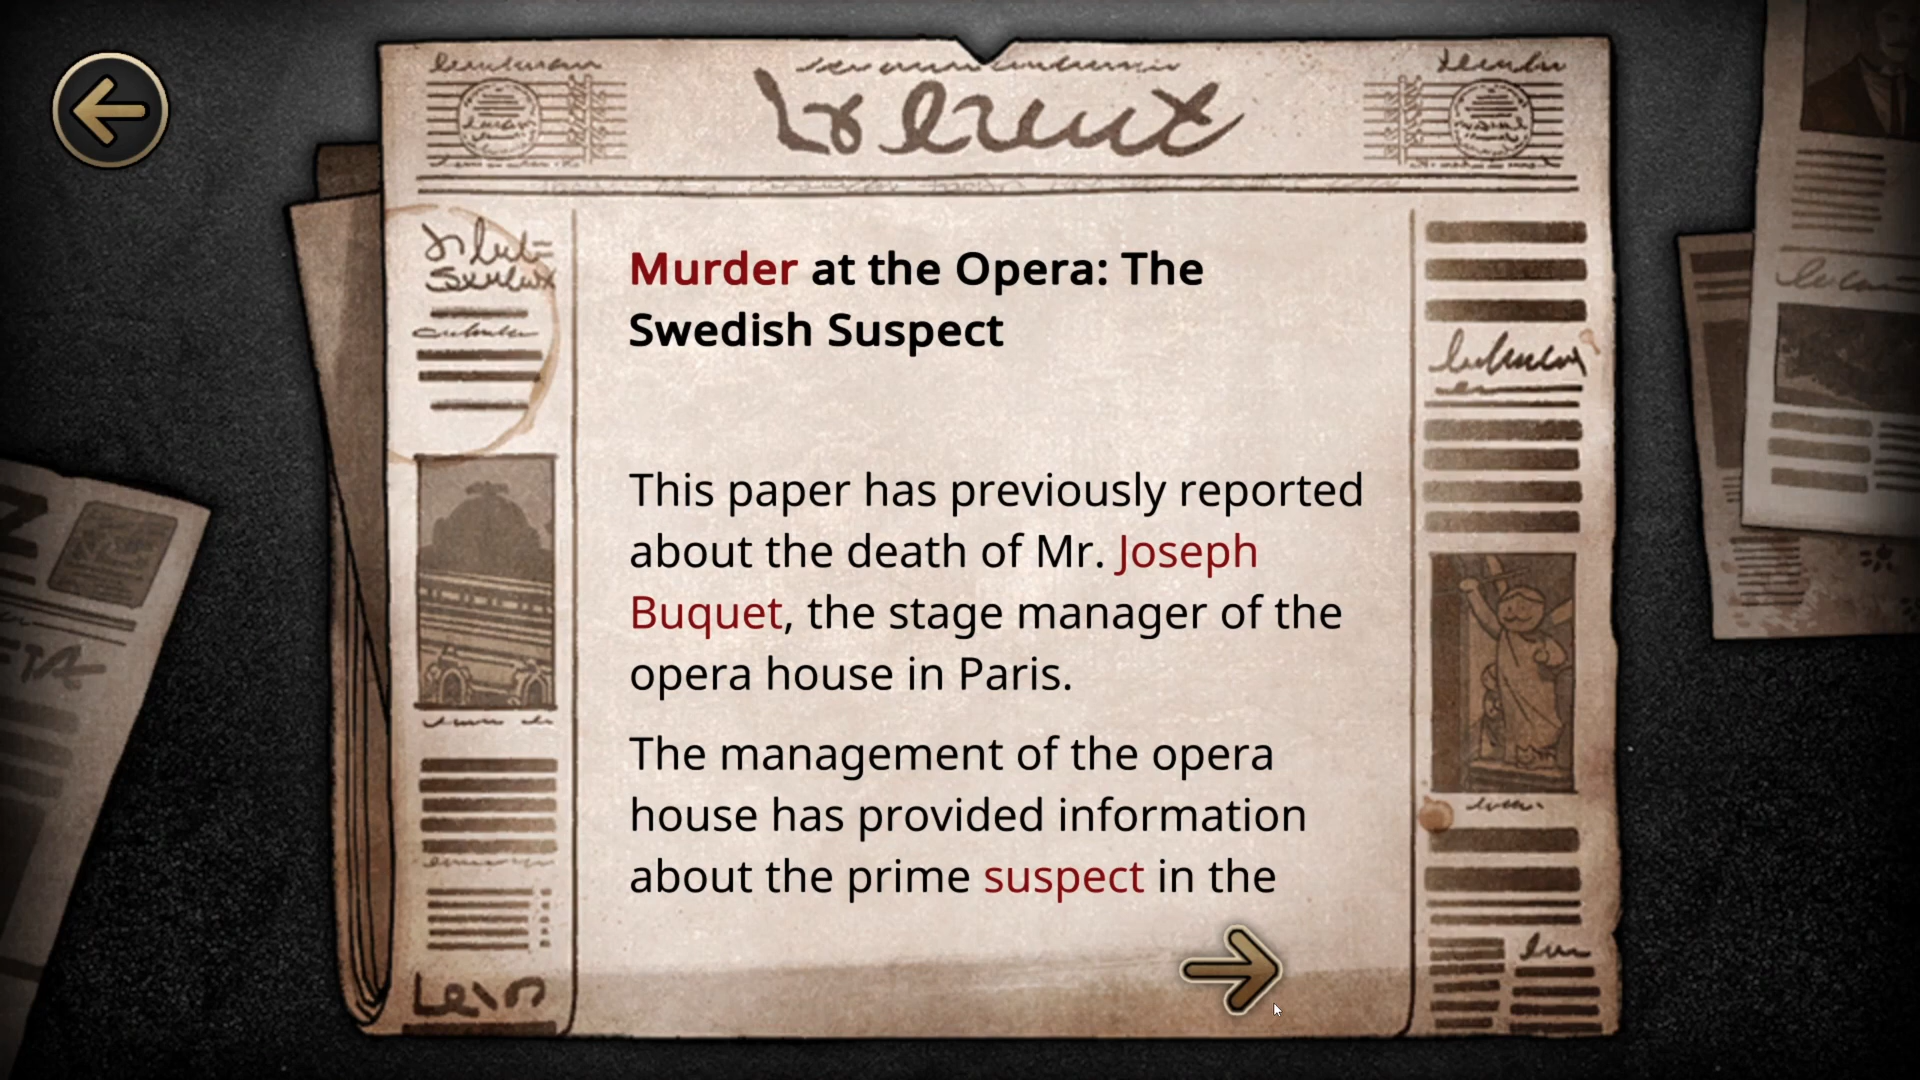 Murder at the Opera: The
Swedish Suspect
This paper has previously reported
about the death of Mr. Joseph
Buquet, the stage manager of the
opera house in Paris.
The management of the opera
house has provided information
about the prime suspect in the